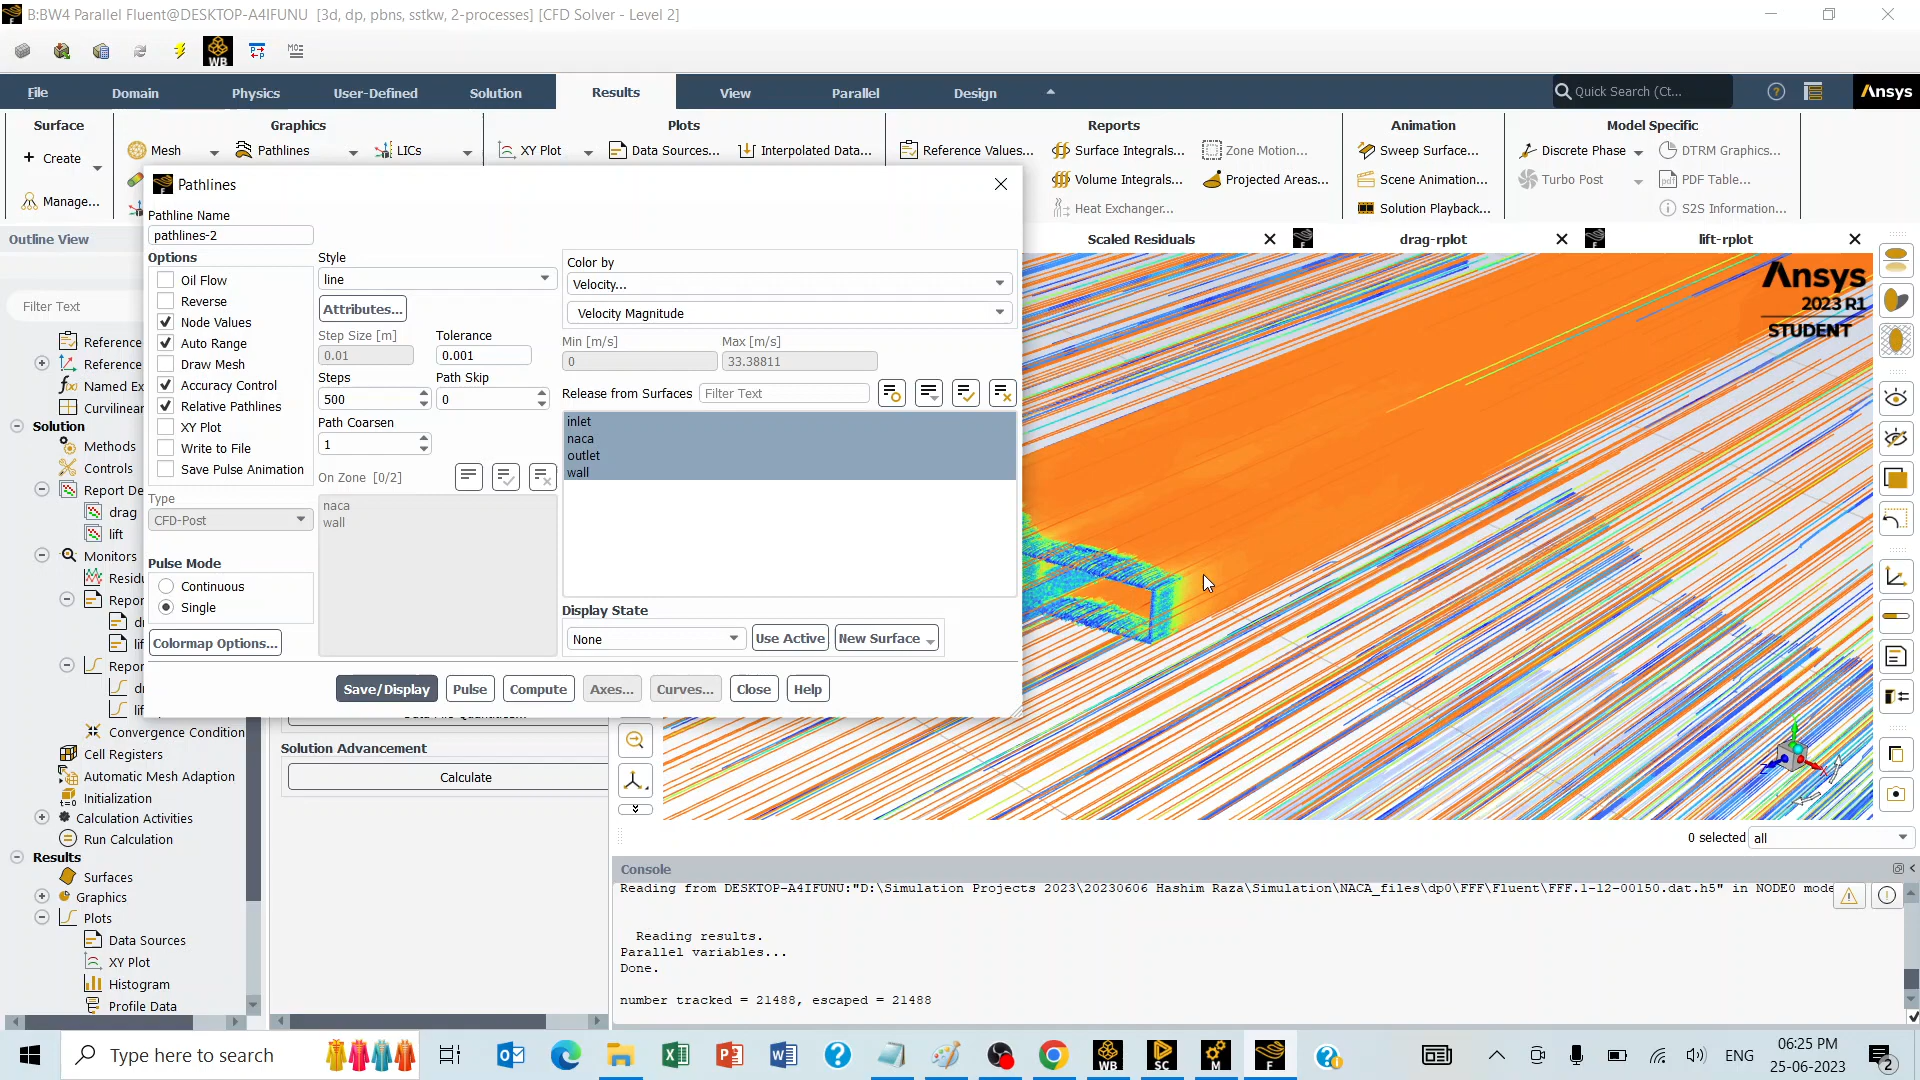 B:BW4 Parallel Fluent@DESKTOP-A4IFUNU [3d, dp, pbns, sstkw, 2-processes] [CFD Solver - Level 2]
WB
File Domain Physics User-Defined Solution Results View Parallel Design
Quick Search (Ct...
Ansys
Surface Graphics Plots Reports Animation Model Specific
Create Mesh Pathlines LICs XY Plot Data Sources... Interpolated Data... Reference Values... Surface Integrals... Zone Motion... Sweep Surface... Discrete Phase DTRM Graphics...
Volume Integrals... Projected Areas... Scene Animation... Turbo Post PDF Table...
Manage... Heat Exchanger... Solution Playback... S2S Information...
Pathlines
Outline View
Scaled Residuals drag-rplot lift-rplot
Pathline Name
pathlines-2
Options
Oil Flow
Reverse
Node Values
Auto Range
Draw Mesh
Accuracy Control
Relative Pathlines
XY Plot
Write to File
Save Pulse Animation
Type
CFD-Post
Pulse Mode
Continuous
Single
Colormap Options...
Style
line
Attributes...
Step Size [m] Tolerance
0.01 0.001
Steps Path Skip
500 0
Path Coarsen
1
On Zone [0/2]
naca
wall
Color by
Velocity...
Velocity Magnitude
Min [m/s] Max [m/s]
0 33.38811
Release from Surfaces Filter Text
inlet
naca
outlet
wall
Display State
None Use Active New Surface
Save/Display Pulse Compute Axes... Curves... Close Help
Filter Text
Reference
Reference
Named Ex
Curvilinear
Solution
Methods
Controls
Report De
drag
lift
Monitors
Residu
Repor
Repor
Convergence Condition
Cell Registers
Automatic Mesh Adaption
Initialization
Calculation Activities
Run Calculation
Results
Surfaces
Graphics
Plots
Data Sources
XY Plot
Histogram
Profile Data
Solution Advancement
Calculate
Ansys
2023 R1
STUDENT
0 selected all
Console
Reading from DESKTOP-A4IFUNU:"D:\Simulation Projects 2023\20230606 Hashim Raza\Simulation\NACA_files\dp0\FFF\Fluent\FFF.1-12-00150.dat.h5" in NODE0 mode
Reading results.
Parallel variables...
Done.
number tracked = 21488, escaped = 21488
Type here to search
WB SC M F
ENG
06:25 PM
25-06-2023
2